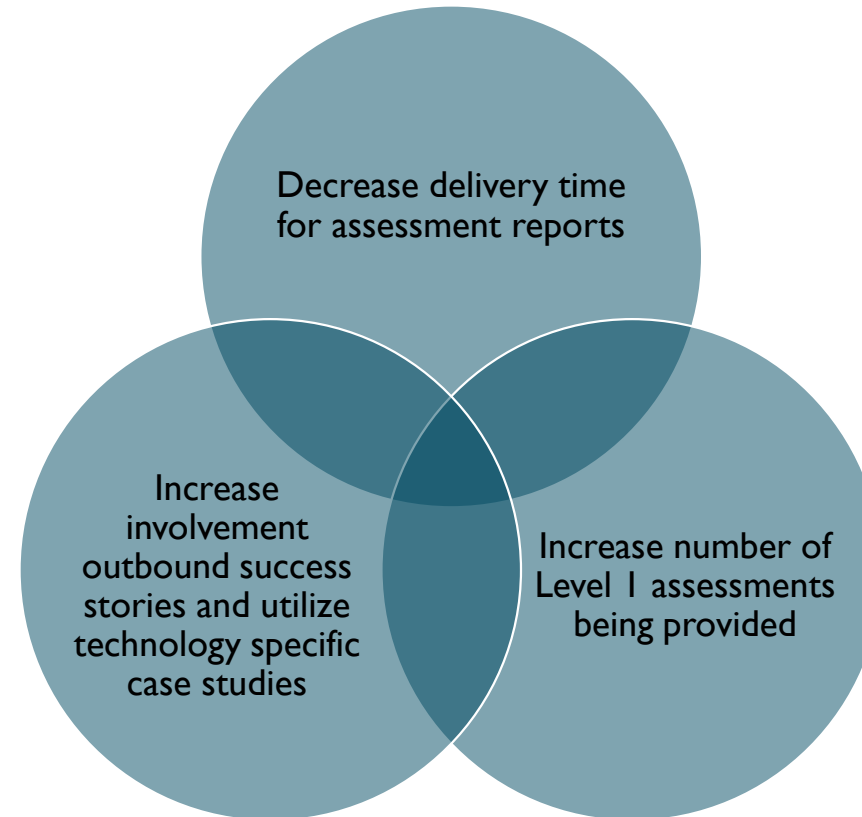 Decrease delivery time
for assessment reports
Increase
involvement
outbound success
stories and utilize
technology specific
case studies
Increase number of
Level 1 assessments
being provided